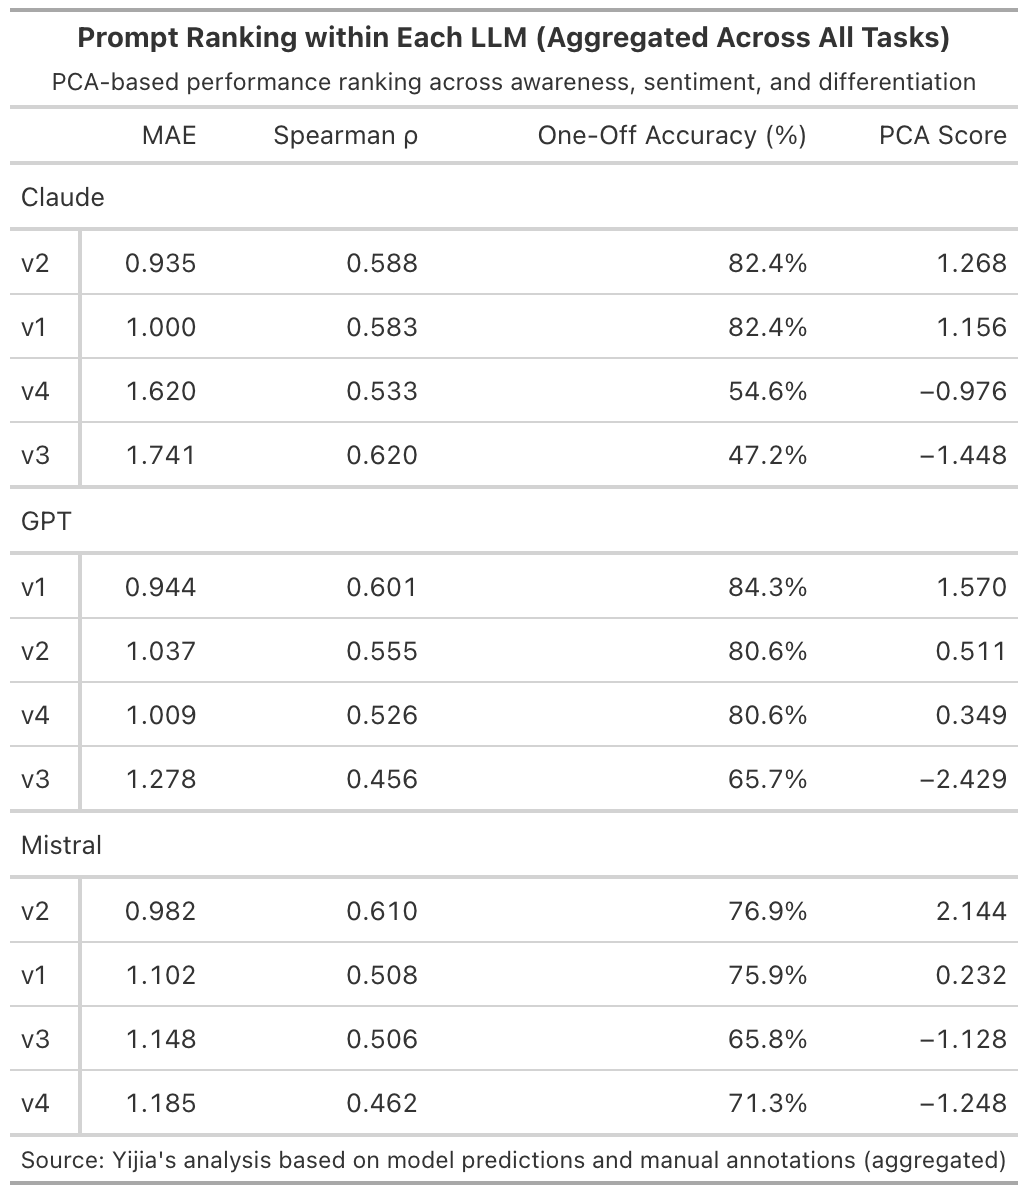 Prompt Ranking within Each LLM (Aggregated Across All Tasks)
PCA-based performance ranking across awareness, sentiment, and differentiation
MAE Spearman ρ One-Off Accuracy (%) PCA Score
Claude
v2 0.935 0.588 82.4% 1.268
v1 1.000 0.583 82.4% 1.156
v4 1.620 0.533 54.6% −0.976
v3 1.741 0.620 47.2% −1.448
GPT
v1 0.944 0.601 84.3% 1.570
v2 1.037 0.555 80.6% 0.511
v4 1.009 0.526 80.6% 0.349
v3 1.278 0.456 65.7% −2.429
Mistral
v2 0.982 0.610 76.9% 2.144
v1 1.102 0.508 75.9% 0.232
v3 1.148 0.506 65.8% −1.128
v4 1.185 0.462 71.3% −1.248
Source: Yijia's analysis based on model predictions and manual annotations (aggregated)